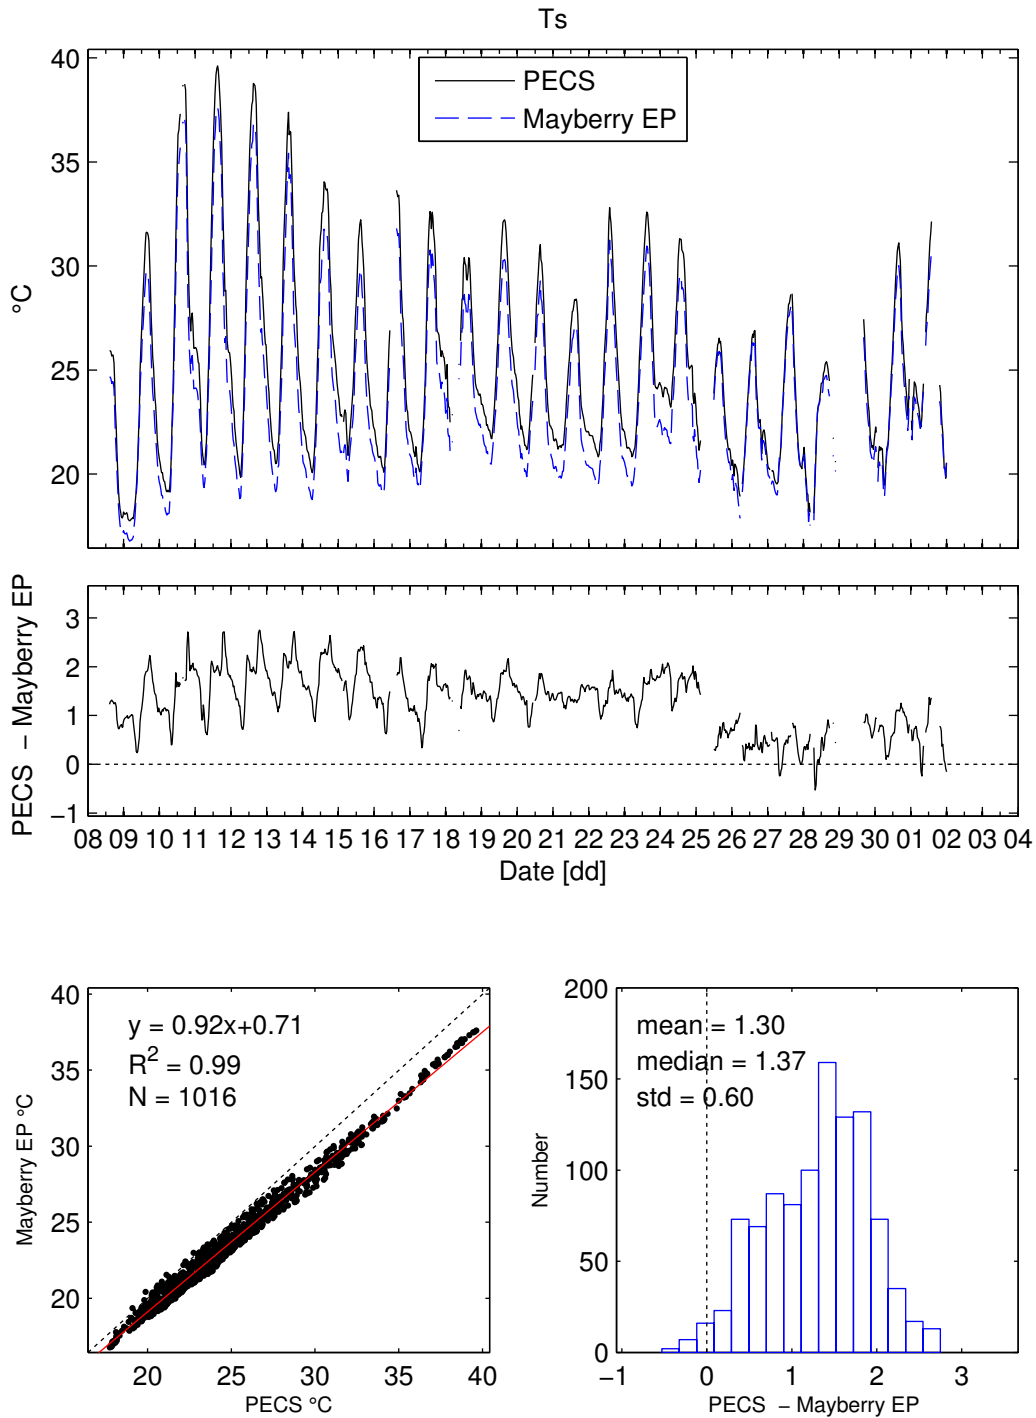 Ts
40
35
30
25
20
°C
PECS
Mayberry EP
3
2
1
0
−1
PECS − Mayberry EP
08 09 10 11 12 13 14 15 16 17 18 19 20 21 22 23 24 25 26 27 28 29 30 01 02 03 04
Date [dd]
40
35
30
25
20
Mayberry EP °C
y = 0.92x+0.71
R² = 0.99
N = 1016
20 25 30 35 40
PECS °C
200
150
100
50
0
Number
mean = 1.30
median = 1.37
std = 0.60
−1 0 1 2 3
PECS − Mayberry EP